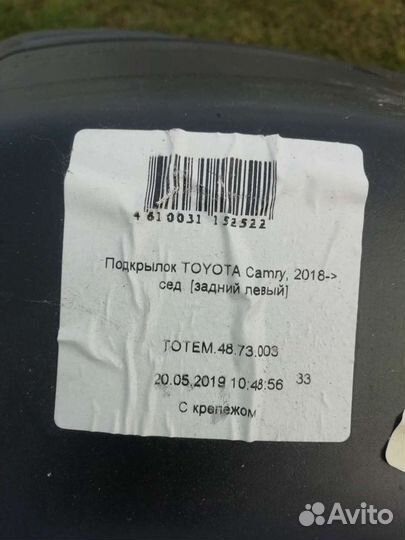 4 610031 152522
Подкрылок TOYOTA Camry, 2018->
сед [задний левый]
TOTEM.48.73.003
20.05.2019 10:48:56 33
С крепежом
Avito